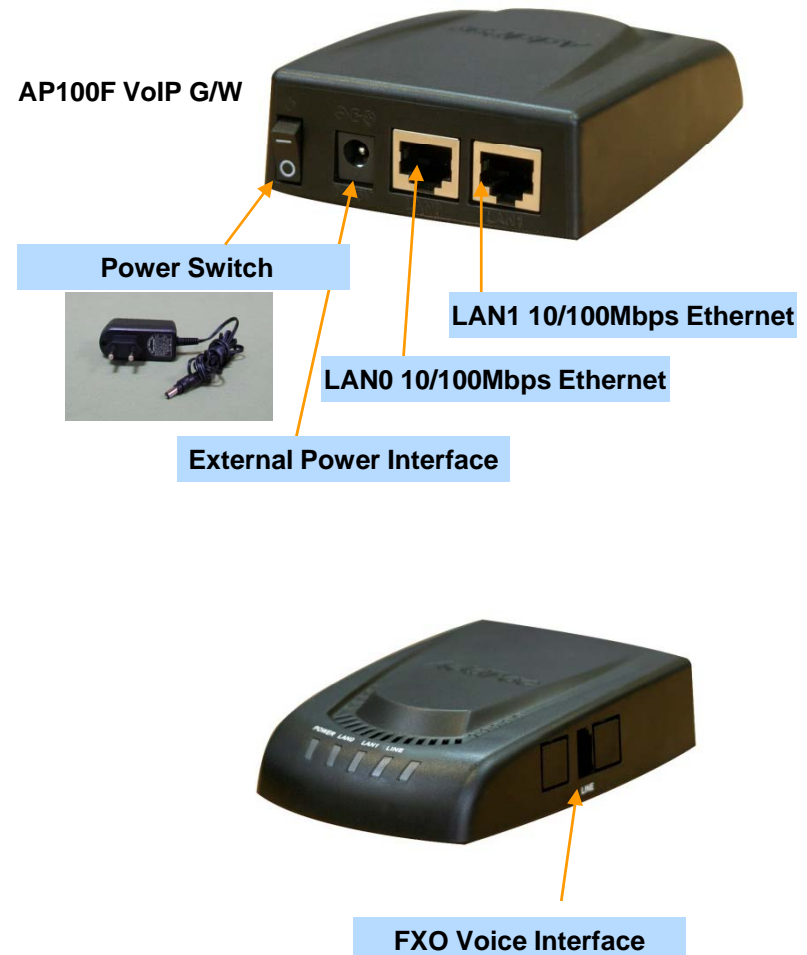 AP100F VoIP G/W
LAN1
Power Switch
LAN1 10/100Mbps Ethernet
LAN0 10/100Mbps Ethernet
External Power Interface
POWER LAN0 LAN1 LINE
LINE
FXO Voice Interface